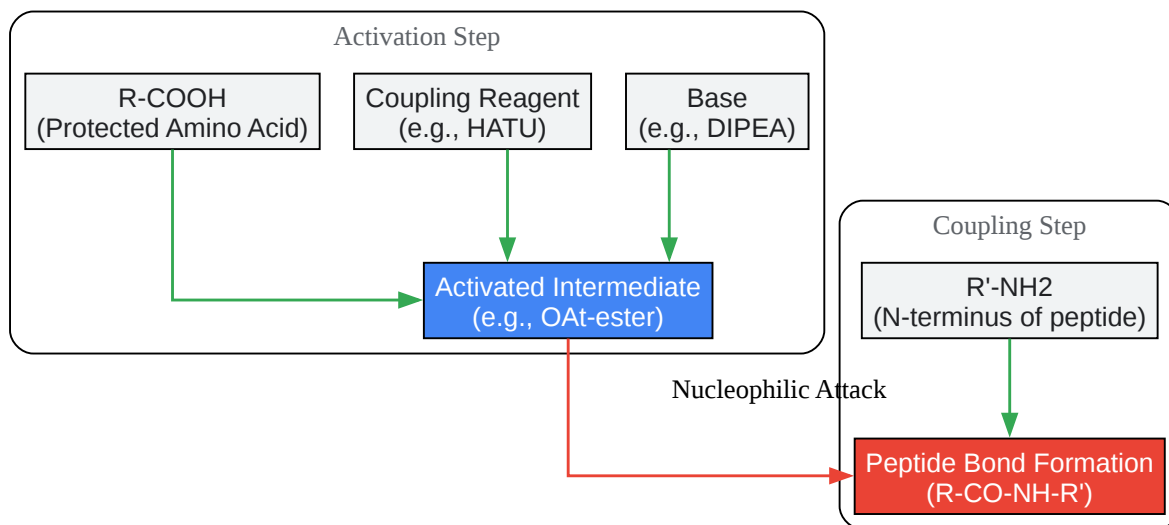 Activation Step
R-COOH
(Protected Amino Acid)
Coupling Reagent
(e.g., HATU)
Base
(e.g., DIPEA)
Activated Intermediate
(e.g., OAt-ester)
Coupling Step
R'-NH2
(N-terminus of peptide)
Nucleophilic Attack
Peptide Bond Formation
(R-CO-NH-R')